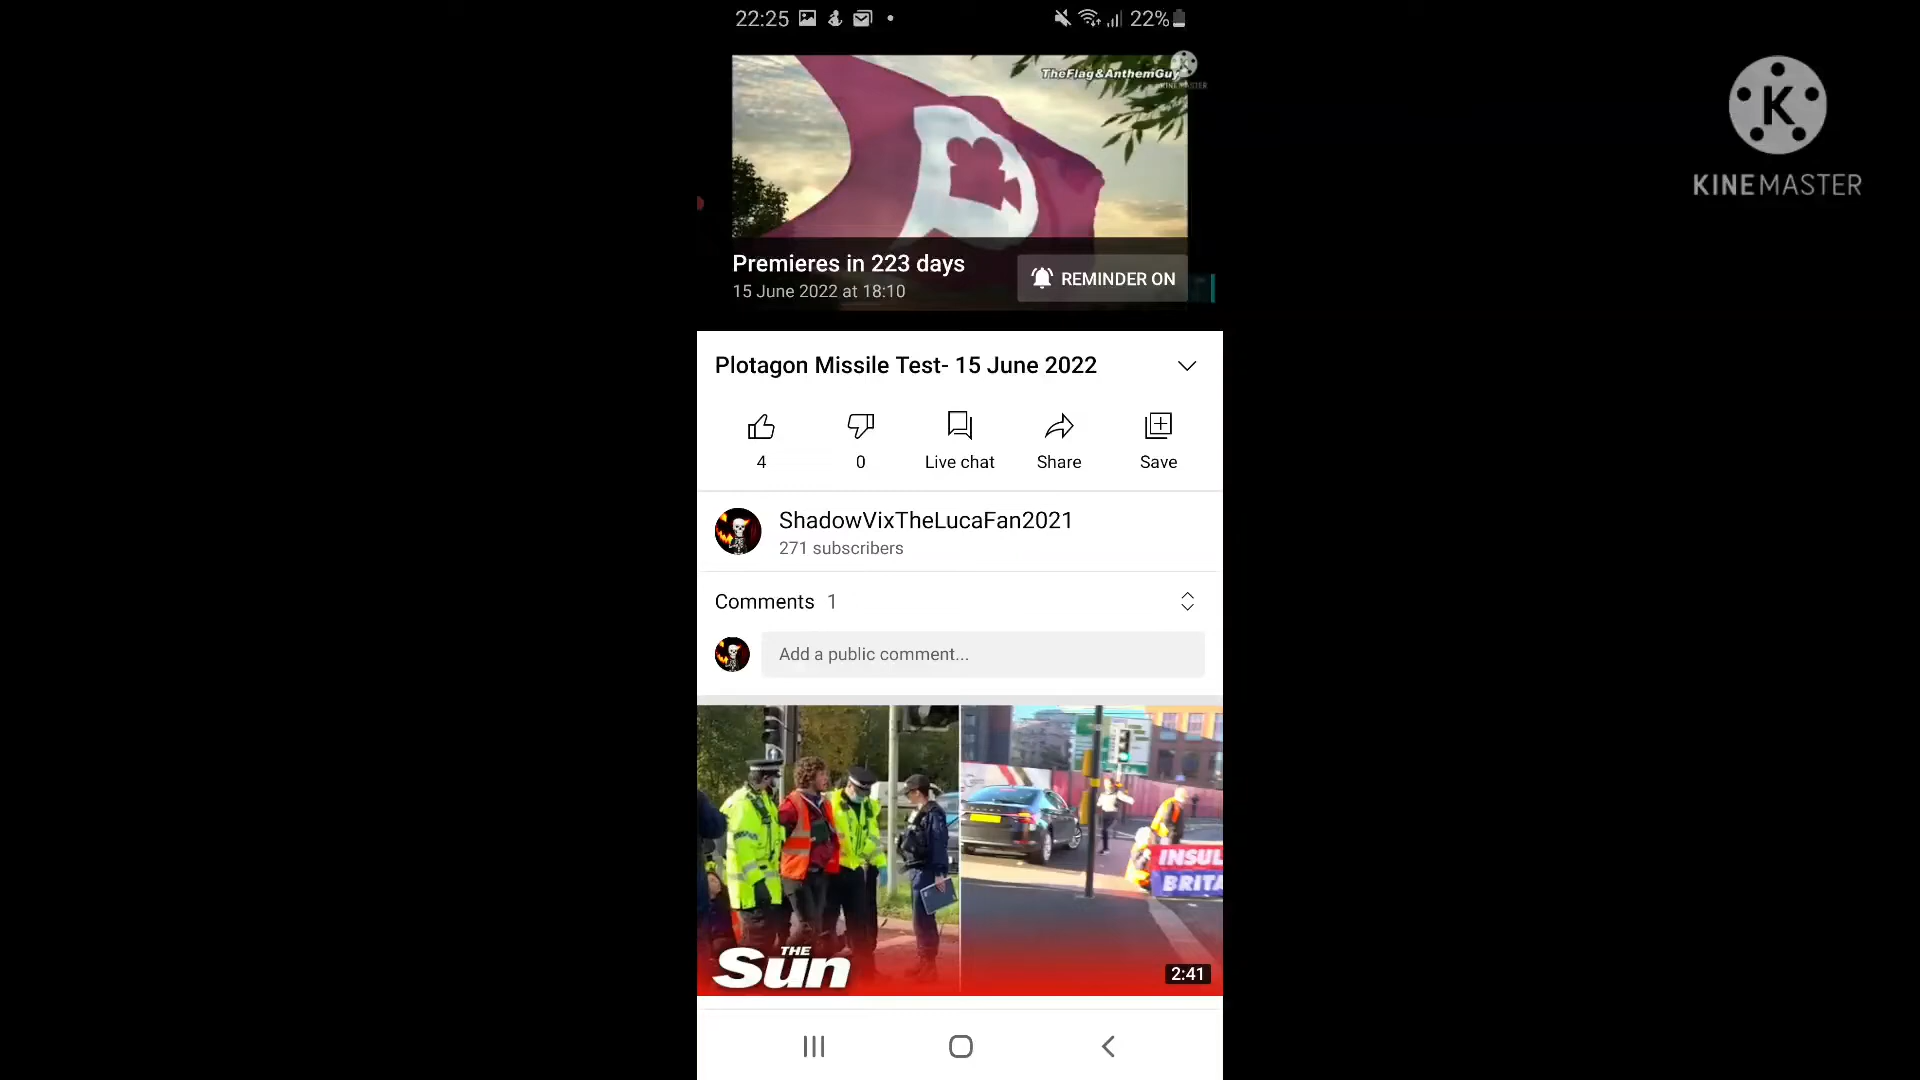 22:25
22%
TheFlag&AnthemGuy
KINEMASTER
Premieres in 223 days
15 June 2022 at 18:10
REMINDER ON
Plotagon Missile Test- 15 June 2022
4
0
Live chat
Share
Save
ShadowVixTheLucaFan2021
271 subscribers
Comments 1
Add a public comment...
INSUL
BRITA
THE
Sun
2:41
K
KINEMASTER